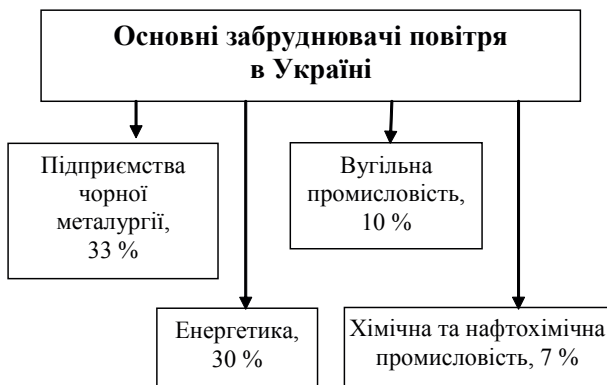 Основні забруднювачі повітря
в Україні
Підприємства
чорної
металургії,
33 %
Вугільна
промисловість,
10 %
Енергетика,
30 %
Хімічна та нафтохімічна
промисловість, 7 %